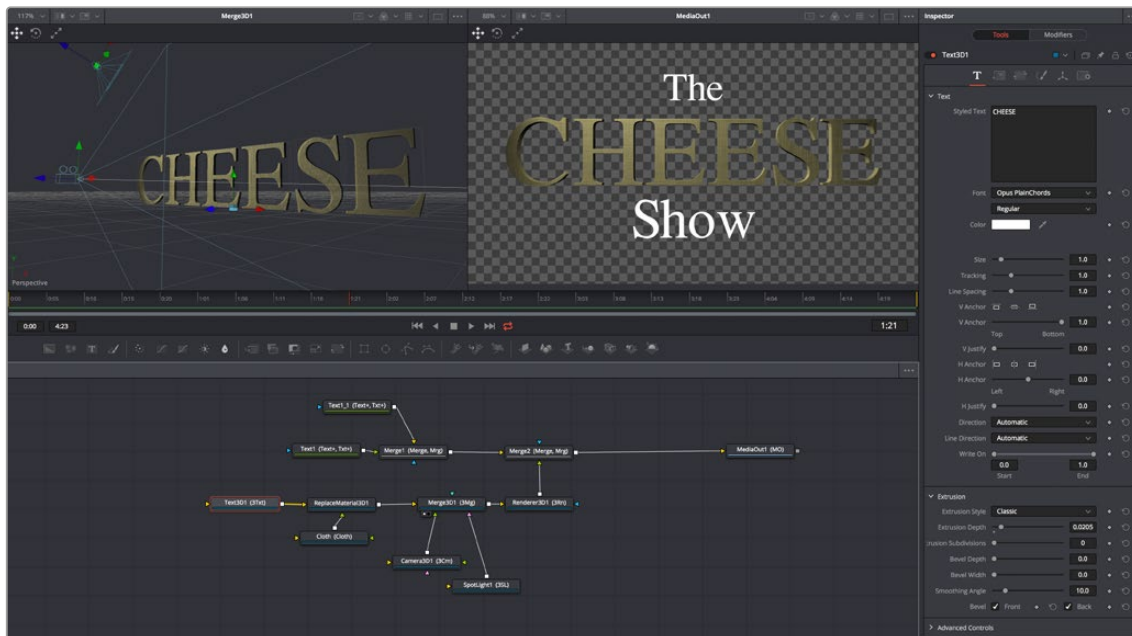 117%
Merge3D1
88%
MediaOut1
Inspector
Tools
Modifiers
Text3D1
T
Text
Styled Text
CHEESE
Font
Opus PlainChords
Regular
Color
Size
1.0
Tracking
1.0
Line Spacing
1.0
V Anchor
V Anchor
1.0
Top
Bottom
V Justify
0.0
H Anchor
H Anchor
0.0
Left
Right
H Justify
0.0
Direction
Automatic
Line Direction
Automatic
Write On
0.0
1.0
Start
End
Extrusion
Extrusion Style
Classic
Extrusion Depth
0.0205
trusion Subdivisions
0
Bevel Depth
0.0
Bevel Width
0.0
Smoothing Angle
10.0
Bevel
Front
Back
Advanced Controls
CHEESE
Perspective
The
CHEESE
Show
0:00
4:23
1:21
Text1_1 (Text+, Txt+)
Text1 (Text+, Txt+)
Merge1 (Merge, Mrg)
Merge2 (Merge, Mrg)
MediaOut1 (MO)
Text3D1 (3Txt)
ReplaceMaterial3D1
Merge3D1 (3Mg)
Renderer3D1 (3Rn)
Cloth (Cloth)
Camera3D1 (3Cm)
SpotLight1 (3SL)